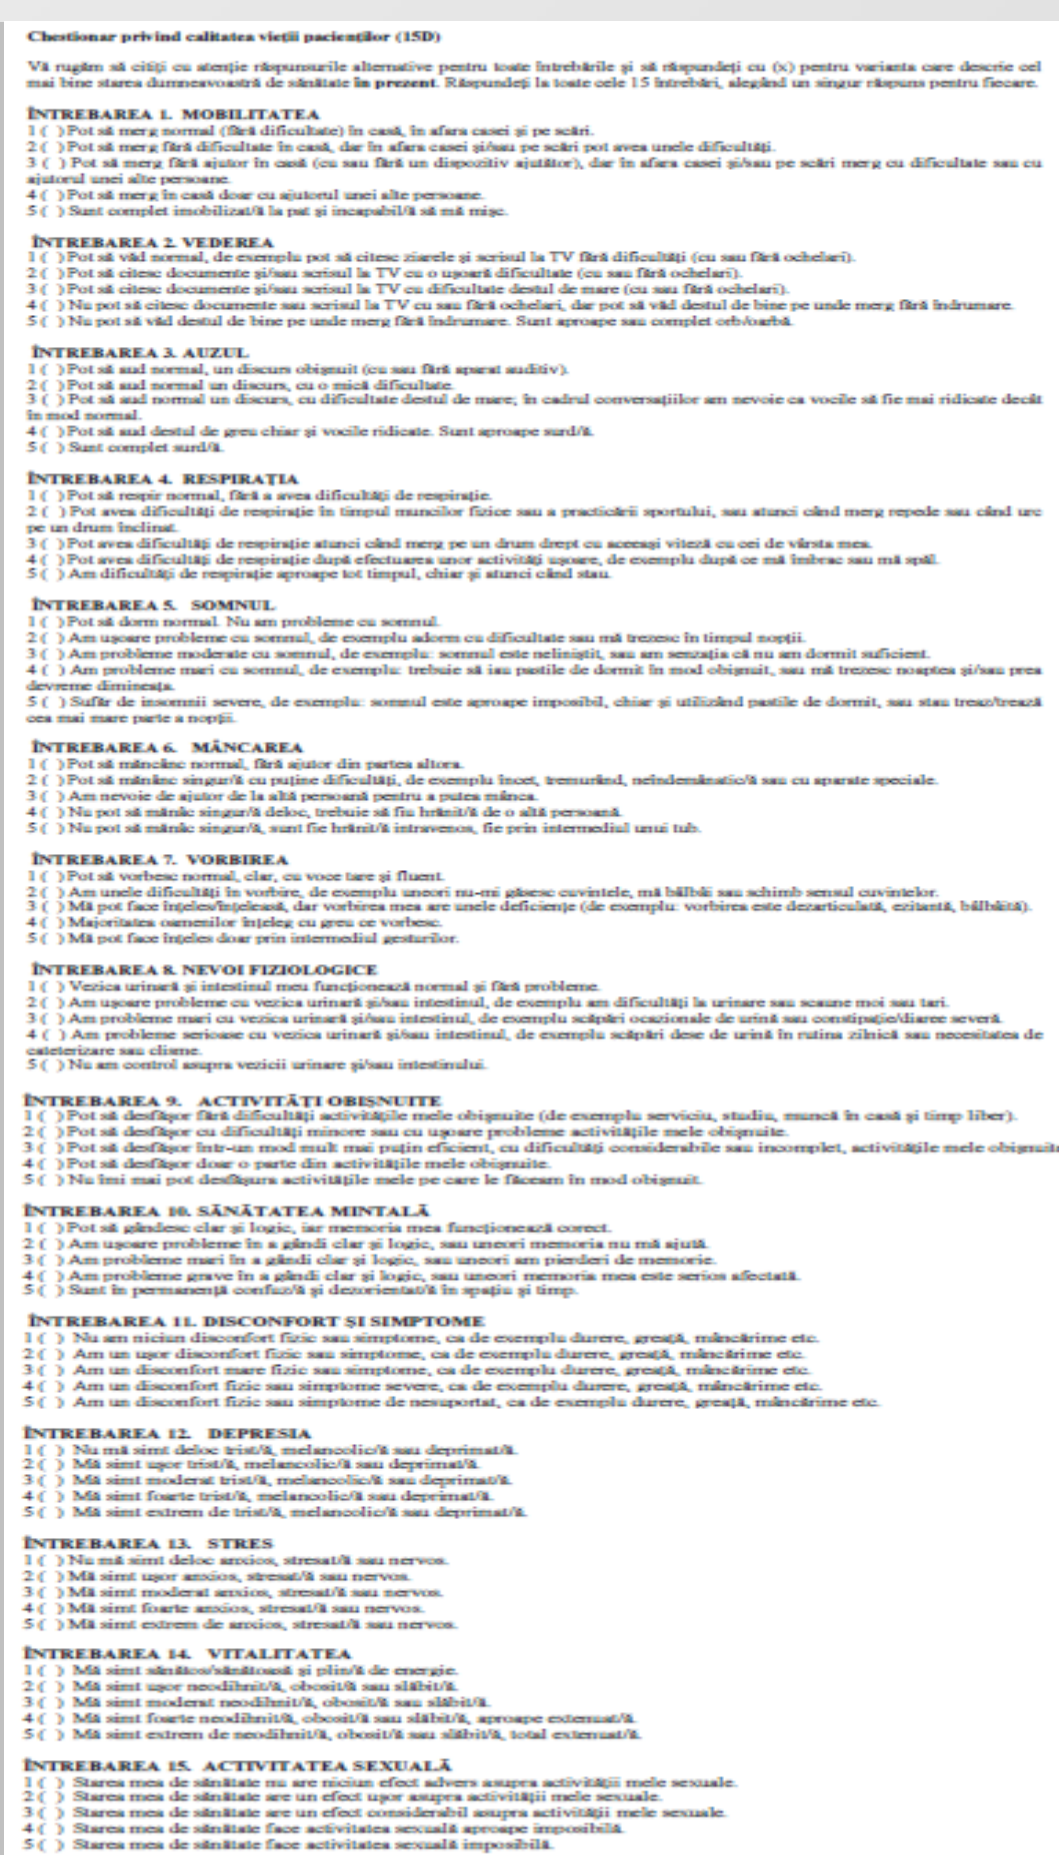 Chestionar privind calitatea vieții pacienților (15D)
Vă rugăm să citiți cu atenție răspunsurile alternative pentru toate întrebările și să răspundeți cu (x) pentru varianta care descrie cel
mai bine starea dumneavoastră de sănătate în prezent. Răspundeți la toate cele 15 întrebări, alegând un singur răspuns pentru fiecare.
ÎNTREBAREA 1. MOBILITATEA
1 ( ) Pot să merg normal (fără dificultate) în casă, în afara casei și pe scări.
2 ( ) Pot să merg fără dificultate în casă, dar în afara casei și/sau pe scări pot avea unele dificultăți.
3 ( ) Pot să merg fără ajutor în casă (cu sau fără un dispozitiv ajutător), dar în afara casei și/sau pe scări merg cu dificultate sau cu
ajutorul unei alte persoane.
4 ( ) Pot să merg în casă doar cu ajutorul unei alte persoane.
5 ( ) Sunt complet imobilizat/ă la pat și incapabil/ă să mă mișc.
ÎNTREBAREA 2. VEDEREA
1 ( ) Pot să văd normal, de exemplu pot să citesc ziarele și scrisul la TV fără dificultăți (cu sau fără ochelari).
2 ( ) Pot să citesc documente și/sau scrisul la TV cu o ușoară dificultate (cu sau fără ochelari).
3 ( ) Pot să citesc documente și/sau scrisul la TV cu dificultate destul de mare (cu sau fără ochelari).
4 ( ) Nu pot să citesc documente sau scrisul la TV cu sau fără ochelari, dar pot să văd destul de bine pe unde merg fără îndrumare.
5 ( ) Nu pot să văd destul de bine pe unde merg fără îndrumare. Sunt aproape sau complet orb/oarbă.
ÎNTREBAREA 3. AUZUL
1 ( ) Pot să aud normal, un discurs obișnuit (cu sau fără aparat auditiv).
2 ( ) Pot să aud normal un discurs, cu o mică dificultate.
3 ( ) Pot să aud normal un discurs, cu dificultate destul de mare; în cadrul conversațiilor am nevoie ca vocile să fie mai ridicate decât
în mod normal.
4 ( ) Pot să aud destul de greu chiar și vocile ridicate. Sunt aproape surd/ă.
5 ( ) Sunt complet surd/ă.
ÎNTREBAREA 4. RESPIRAȚIA
1 ( ) Pot să respir normal, fără a avea dificultăți de respirație.
2 ( ) Pot avea dificultăți de respirație în timpul muncilor fizice sau a practicării sportului, sau atunci când merg repede sau când urc
pe un drum înclinat.
3 ( ) Pot avea dificultăți de respirație atunci când merg pe un drum drept cu aceeași viteză cu cei de vârsta mea.
4 ( ) Pot avea dificultăți de respirație după efectuarea unor activități ușoare, de exemplu după ce mă îmbrac sau mă spăl.
5 ( ) Am dificultăți de respirație aproape tot timpul, chiar și atunci când stau.
ÎNTREBAREA 5. SOMNUL
1 ( ) Pot să dorm normal. Nu am probleme cu somnul.
2 ( ) Am ușoare probleme cu somnul, de exemplu adorm cu dificultate sau mă trezesc în timpul nopții.
3 ( ) Am probleme moderate cu somnul, de exemplu: somnul este neliniștit, sau am senzația că nu am dormit suficient.
4 ( ) Am probleme mari cu somnul, de exemplu: trebuie să iau pastile de dormit în mod obișnuit, sau mă trezesc noaptea și/sau prea
devreme dimineața.
5 ( ) Sufăr de insomnii severe, de exemplu: somnul este aproape imposibil, chiar și utilizând pastile de dormit, sau stau treaz/trează
cea mai mare parte a nopții.
ÎNTREBAREA 6. MÂNCAREA
1 ( ) Pot să mâncânc normal, fără ajutor din partea altora.
2 ( ) Pot să mănânc singur/ă cu puține dificultăți, de exemplu încet, tremurând, neîndemânatic/ă sau cu aparate speciale.
3 ( ) Am nevoie de ajutor de la altă persoană pentru a putea mânca.
4 ( ) Nu pot să mănâc singur/ă deloc, trebuie să fiu hrănit/ă de o altă persoană.
5 ( ) Nu pot să mănâc singur/ă, sunt fie hrănit/ă intravenos, fie prin intermediul unui tub.
ÎNTREBAREA 7. VORBIREA
1 ( ) Pot să vorbesc normal, clar, cu voce tare și fluent.
2 ( ) Am unele dificultăți în vorbire, de exemplu uneori nu-mi găsesc cuvintele, mă bâlbâi sau schimb sensul cuvintelor.
3 ( ) Mă pot face înțeles/înțeleasă, dar vorbirea mea are unele deficiențe (de exemplu: vorbirea este dezarticulată, ezitantă, bâlbâită).
4 ( ) Majoritatea oamenilor înțeleg cu greu ce vorbesc.
5 ( ) Mă pot face înțeles doar prin intermediul gesturilor.
ÎNTREBAREA 8. NEVOI FIZIOLOGICE
1 ( ) Vezica urinară și intestinul meu funcționează normal și fără probleme.
2 ( ) Am ușoare probleme cu vezica urinară și/sau intestinul, de exemplu am dificultăți la urinare sau scaune moi sau tari.
3 ( ) Am probleme mari cu vezica urinară și/sau intestinul, de exemplu scăpări ocazionale de urină sau constipație/diaree severă.
4 ( ) Am probleme serioase cu vezica urinară și/sau intestinul, de exemplu scăpări dese de urină în rutina zilnică sau necesitatea de
cateterizare sau clisme.
5 ( ) Nu am control asupra vezicii urinare și/sau intestinului.
ÎNTREBAREA 9. ACTIVITĂȚI OBIȘNUITE
1 ( ) Pot să desfășor fără dificultăți activitățile mele obișnuite (de exemplu serviciu, studiu, muncă în casă și timp liber).
2 ( ) Pot să desfășor cu dificultăți minore sau cu ușoare probleme activitățile mele obișnuite.
3 ( ) Pot să desfășor într-un mod mult mai puțin eficient, cu dificultăți considerabile sau incomplet, activitățile mele obișnuite
4 ( ) Pot să desfășor doar o parte din activitățile mele obișnuite.
5 ( ) Nu îmi mai pot desfășura activitățile mele pe care le făceam în mod obișnuit.
ÎNTREBAREA 10. SĂNĂTATEA MINTALĂ
1 ( ) Pot să gândesc clar și logic, iar memoria mea funcționează corect.
2 ( ) Am ușoare probleme în a gândi clar și logic, sau uneori memoria nu mă ajută.
3 ( ) Am probleme mari în a gândi clar și logic, sau uneori am pierderi de memorie.
4 ( ) Am probleme grave în a gândi clar și logic, sau uneori memoria mea este serios afectată.
5 ( ) Sunt în permanență confuz/ă și dezorientat/ă în spațiu și timp.
ÎNTREBAREA 11. DISCONFORT ȘI SIMPTOME
1 ( ) Nu am niciun disconfort fizic sau simptome, ca de exemplu durere, greață, mâncărime etc.
2 ( ) Am un ușor disconfort fizic sau simptome, ca de exemplu durere, greață, mâncărime etc.
3 ( ) Am un disconfort mare fizic sau simptome, ca de exemplu durere, greață, mâncărime etc.
4 ( ) Am un disconfort fizic sau simptome severe, ca de exemplu durere, greață, mâncărime etc.
5 ( ) Am un disconfort fizic sau simptome de nesuportat, ca de exemplu durere, greață, mâncărime etc.
ÎNTREBAREA 12. DEPRESIA
1 ( ) Nu mă simt deloc trist/ă, melancolic/ă sau deprimat/ă.
2 ( ) Mă simt ușor trist/ă, melancolic/ă sau deprimat/ă.
3 ( ) Mă simt moderat trist/ă, melancolic/ă sau deprimat/ă.
4 ( ) Mă simt foarte trist/ă, melancolic/ă sau deprimat/ă.
5 ( ) Mă simt extrem de trist/ă, melancolic/ă sau deprimat/ă.
ÎNTREBAREA 13. STRES
1 ( ) Nu mă simt deloc anxios, stresat/ă sau nervos.
2 ( ) Mă simt ușor anxios, stresat/ă sau nervos.
3 ( ) Mă simt moderat anxios, stresat/ă sau nervos.
4 ( ) Mă simt foarte anxios, stresat/ă sau nervos.
5 ( ) Mă simt extrem de anxios, stresat/ă sau nervos.
ÎNTREBAREA 14. VITALITATEA
1 ( ) Mă simt sănătos/sănătoasă și plin/ă de energie.
2 ( ) Mă simt ușor neodihnit/ă, obosit/ă sau slăbit/ă.
3 ( ) Mă simt moderat neodihnit/ă, obosit/ă sau slăbit/ă.
4 ( ) Mă simt foarte neodihnit/ă, obosit/ă sau slăbit/ă, aproape extenuat/ă.
5 ( ) Mă simt extrem de neodihnit/ă, obosit/ă sau slăbit/ă, total extenuat/ă.
ÎNTREBAREA 15. ACTIVITATEA SEXUALĂ
1 ( ) Starea mea de sănătate nu are niciun efect advers asupra activității mele sexuale.
2 ( ) Starea mea de sănătate are un efect ușor asupra activității mele sexuale.
3 ( ) Starea mea de sănătate are un efect considerabil asupra activității mele sexuale.
4 ( ) Starea mea de sănătate face activitatea sexuală aproape imposibilă.
5 ( ) Starea mea de sănătate face activitatea sexuală imposibilă.